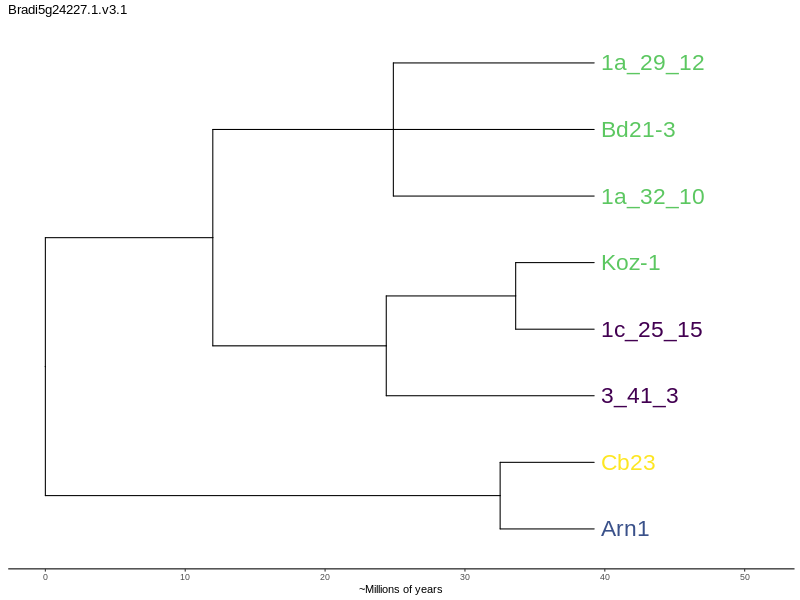 Bradi5g24227.1.v3.1
1a_29_12
Bd21-3
1a_32_10
Koz-1
1c_25_15
3_41_3
Cb23
Arn1
0 10 20 30 40 50
~Millions of years